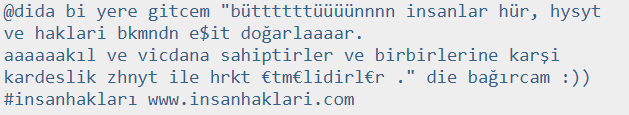 @dida bi yere gitcem "büttttttüüüünnnn insanlar hür, hysyt
ve haklari bkmndn e$it doğarlaaaar.
aaaaaakıl ve vicdana sahiptirler ve birbirlerine karşi
kardeslik zhnyt ile hrkt €tm€lidirl€r ." die bağırcam :))
#insanhakları www.insanhaklari.com